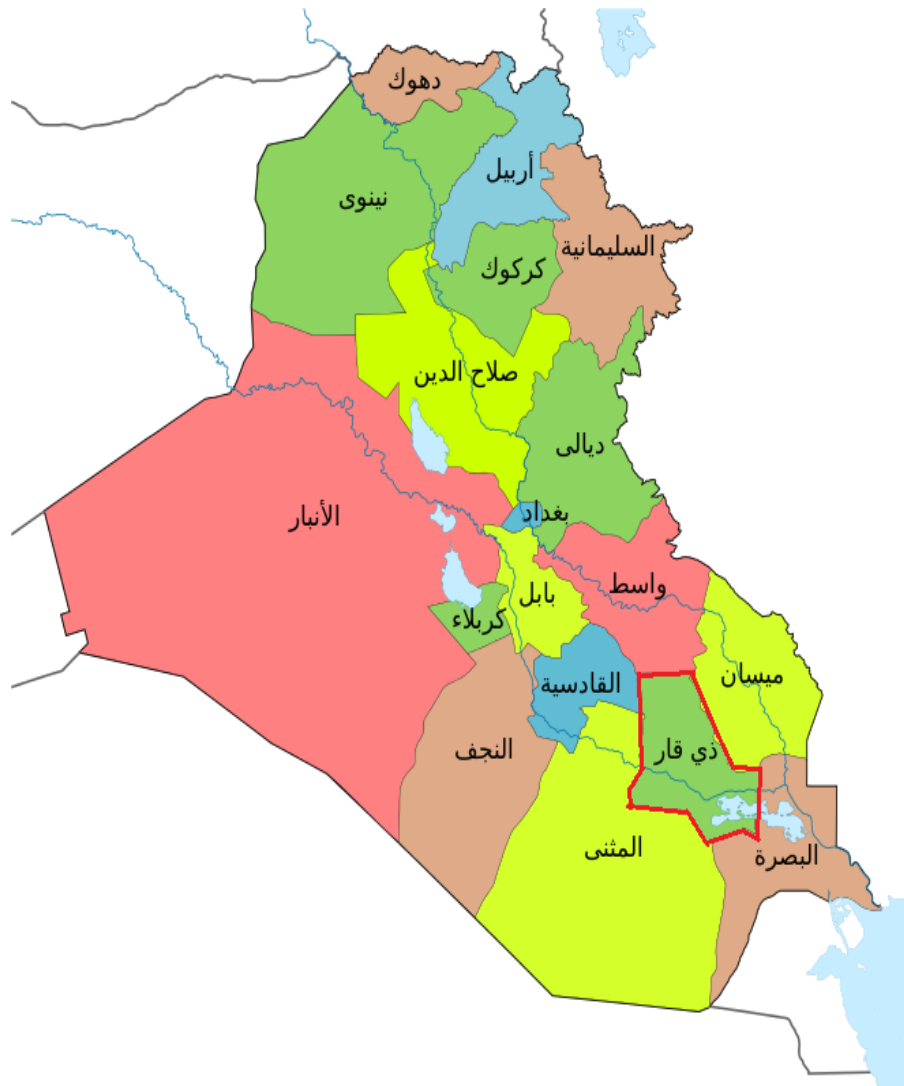 دهوك
أربيل
نينوى
السليمانية
كركوك
صلاح الدين
ديالى
بغداد
الأنبار
واسط
بابل
كربلاء
ميسان
القادسية
النجف
ذي قار
المثنى
البصرة